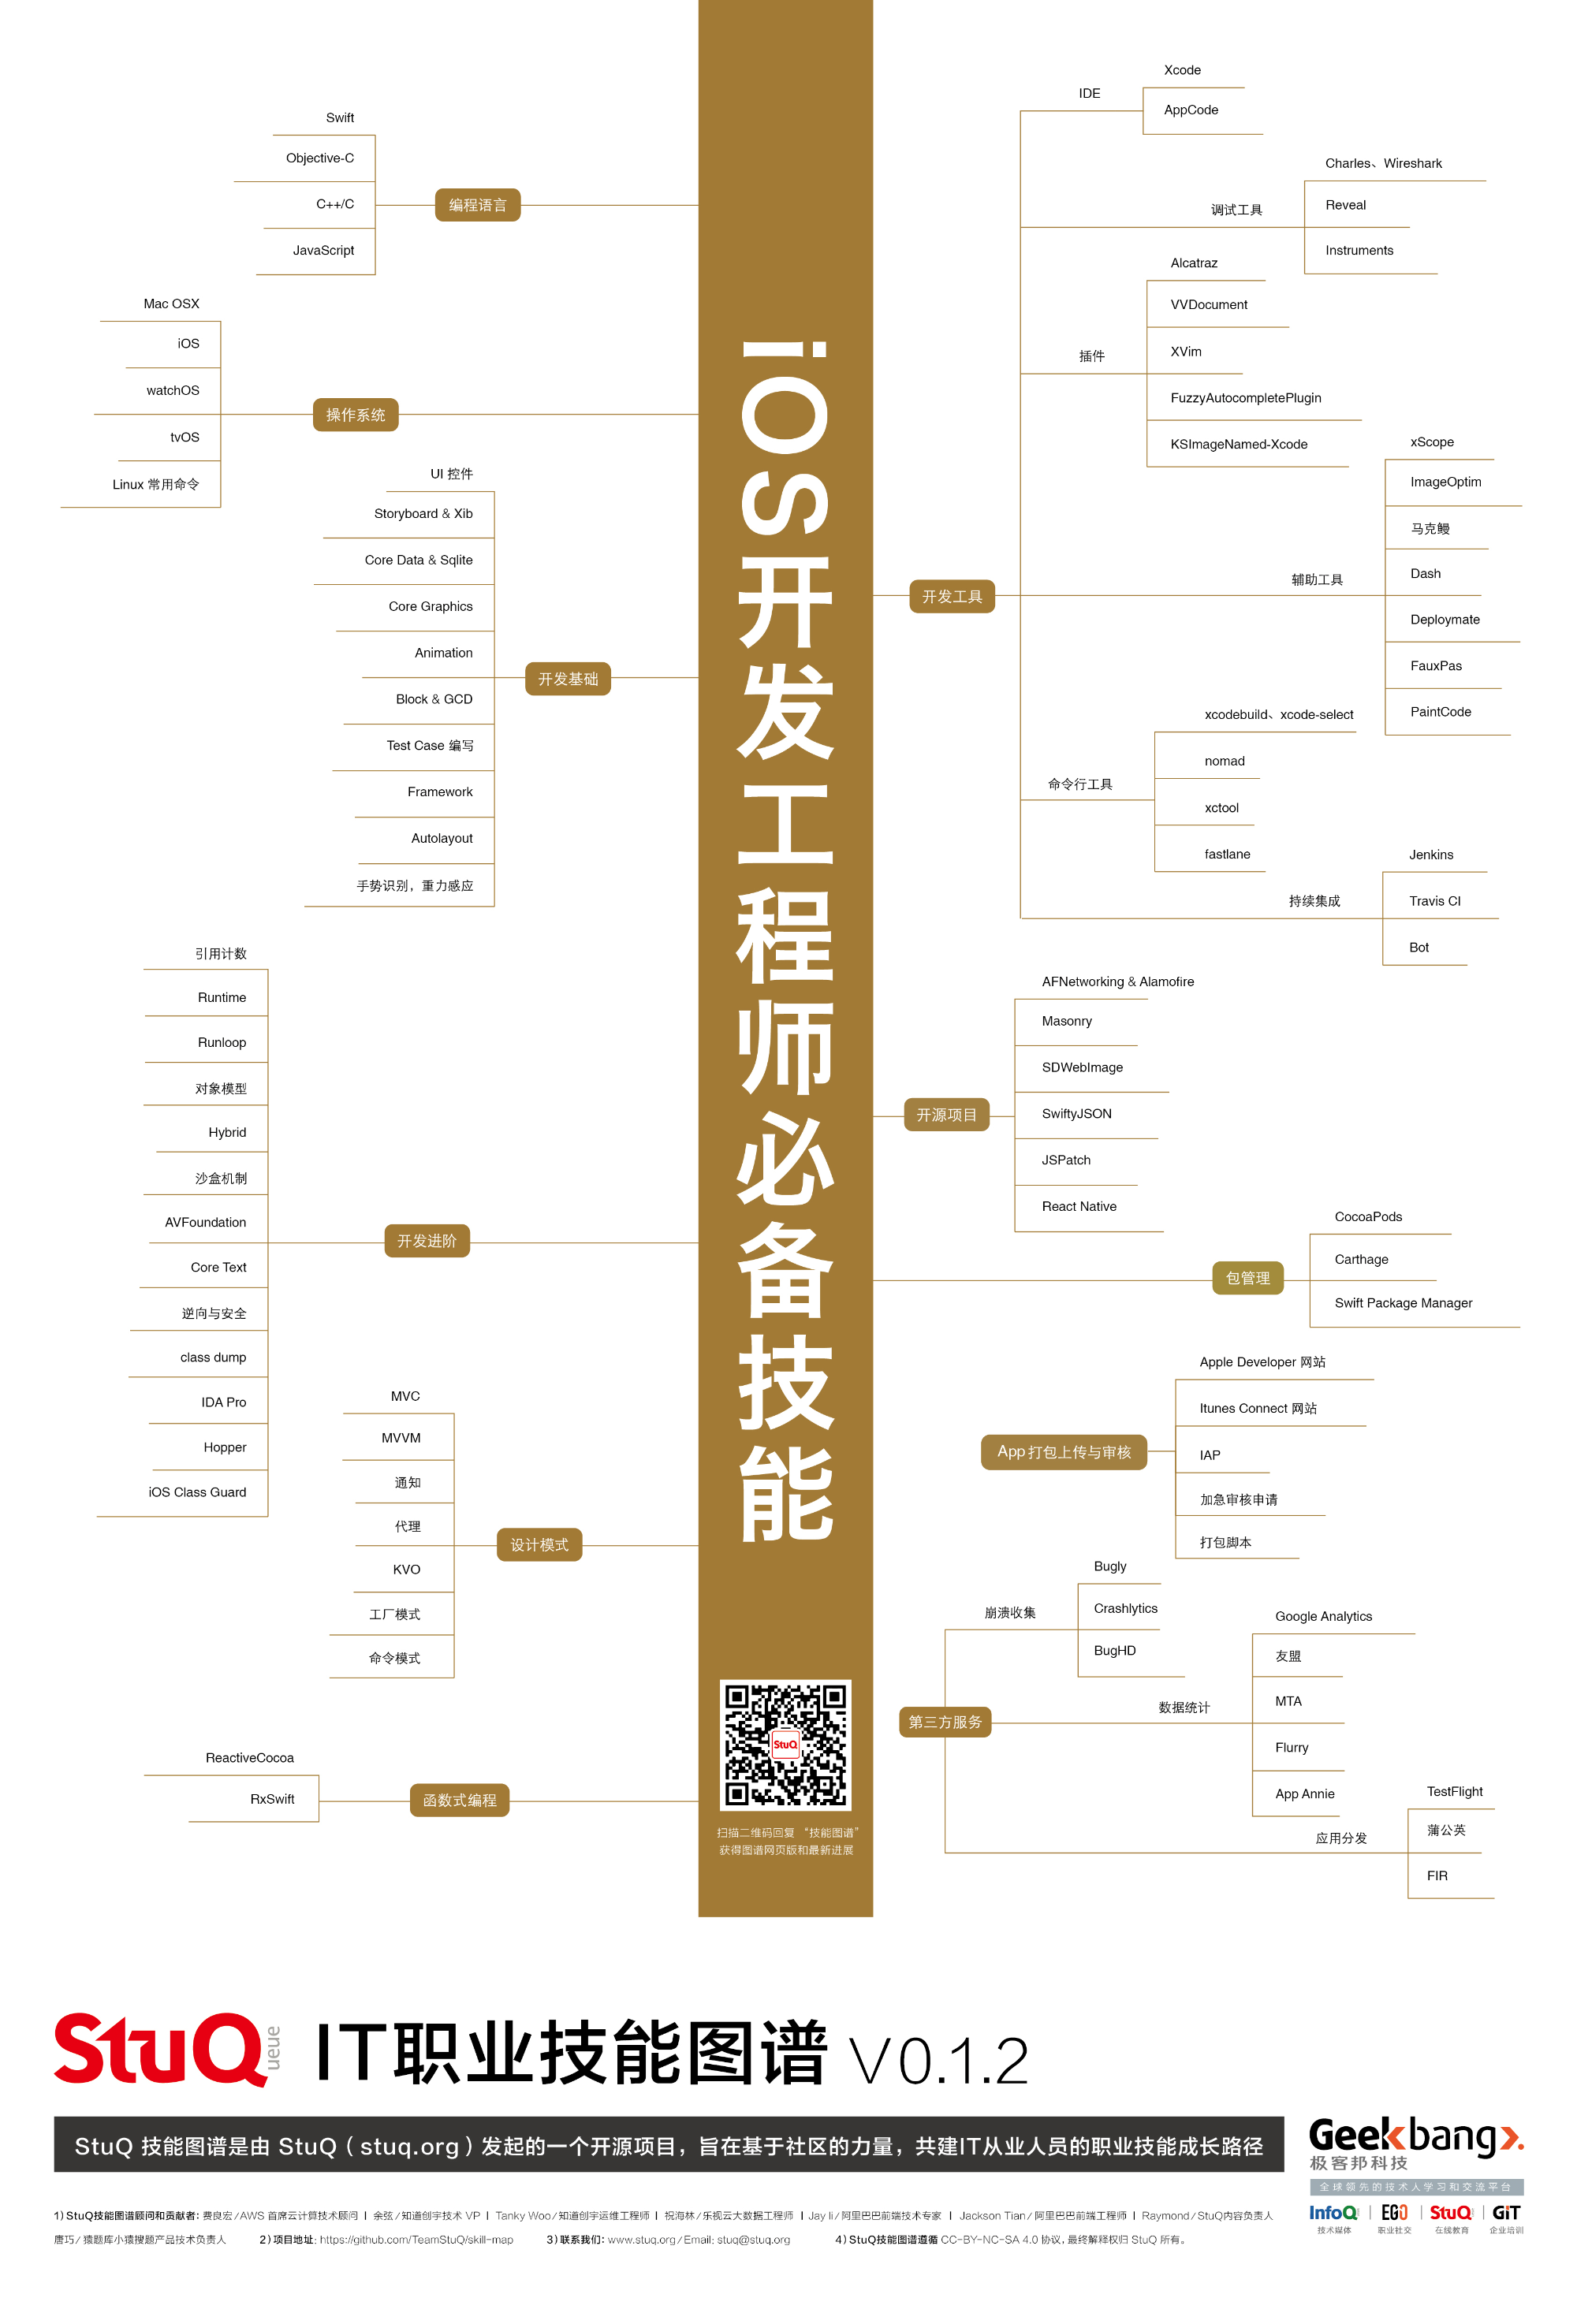 iOS开发工程师必备技能
编程语言
Swift
Objective-C
C++/C
JavaScript
操作系统
Mac OSX
iOS
watchOS
tvOS
Linux 常用命令
开发基础
UI 控件
Storyboard & Xib
Core Data & Sqlite
Core Graphics
Animation
Block & GCD
Test Case 编写
Framework
Autolayout
手势识别，重力感应
开发进阶
引用计数
Runtime
Runloop
对象模型
Hybrid
沙盒机制
AVFoundation
Core Text
逆向与安全
class dump
IDA Pro
Hopper
iOS Class Guard
设计模式
MVC
MVVM
通知
代理
KVO
工厂模式
命令模式
函数式编程
ReactiveCocoa
RxSwift
开发工具
IDE
Xcode
AppCode
调试工具
Charles、Wireshark
Reveal
Instruments
插件
Alcatraz
VVDocument
XVim
FuzzyAutocompletePlugin
KSImageNamed-Xcode
辅助工具
xScope
ImageOptim
马克鳗
Dash
Deploymate
FauxPas
PaintCode
命令行工具
xcodebuild、xcode-select
nomad
xctool
fastlane
持续集成
Jenkins
Travis CI
Bot
开源项目
AFNetworking & Alamofire
Masonry
SDWebImage
SwiftyJSON
JSPatch
React Native
包管理
CocoaPods
Carthage
Swift Package Manager
App 打包上传与审核
Apple Developer 网站
Itunes Connect 网站
IAP
加急审核申请
打包脚本
第三方服务
崩溃收集
Bugly
Crashlytics
BugHD
数据统计
Google Analytics
友盟
MTA
Flurry
App Annie
应用分发
TestFlight
蒲公英
FIR
StuQ
扫描二维码回复 “技能图谱”
获得图谱网页版和最新进展
StuQueue IT职业技能图谱 V0.1.2
StuQ 技能图谱是由 StuQ（stuq.org）发起的一个开源项目，旨在基于社区的力量，共建IT从业人员的职业技能成长路径
Geekbang
极客邦科技
全球领先的技术人学习和交流平台
InfoQ | EGO | StuQ | GiT
技术媒体 职业社交 在线教育 企业培训
1）StuQ技能图谱顾问和贡献者：费良宏/AWS 首席云计算技术顾问 | 余弦/知道创宇技术 VP | Tanky Woo/知道创宇运维工程师 | 祝海林/乐视云大数据工程师 | Jay li/阿里巴巴前端技术专家 | Jackson Tian/阿里巴巴前端工程师 | Raymond/StuQ内容负责人
唐巧/猿题库小猿搜题产品技术负责人 2）项目地址：https://github.com/TeamStuQ/skill-map 3）联系我们：www.stuq.org/Email: stuq@stuq.org 4）StuQ技能图谱遵循 CC-BY-NC-SA 4.0 协议，最终解释权归 StuQ 所有。